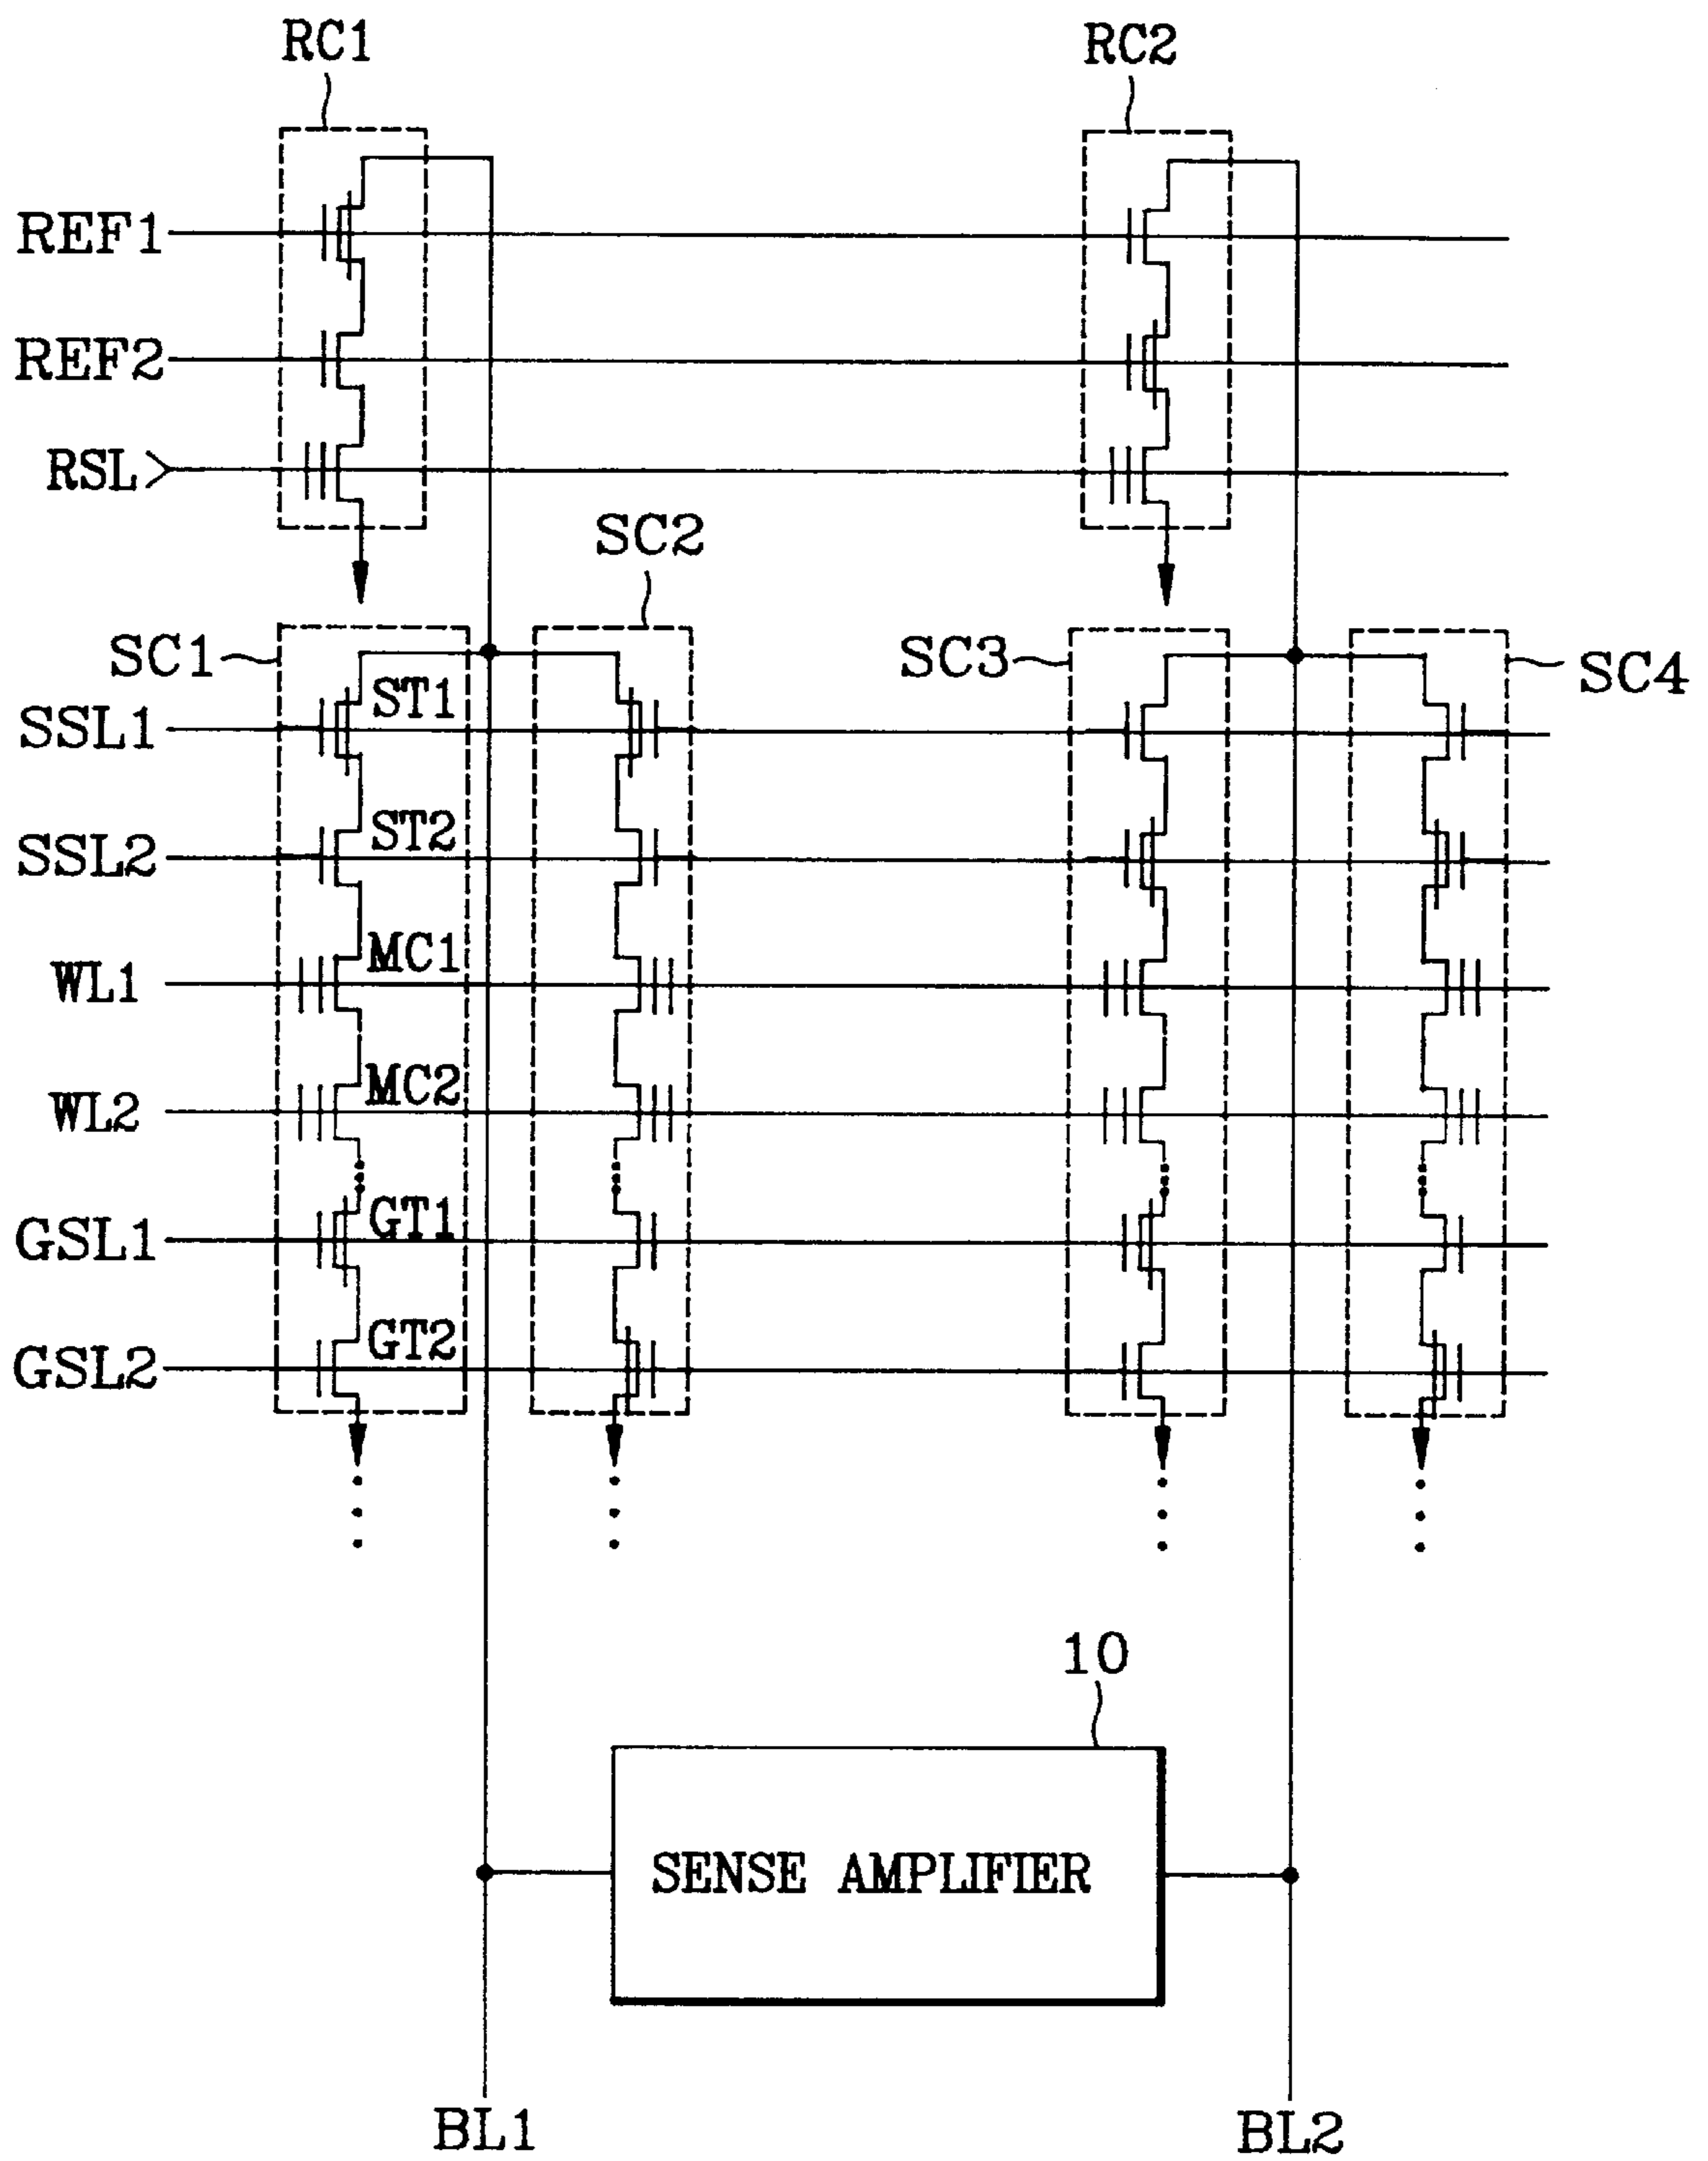 RC1
RC2
REF1
REF2
RSL
SC2
SC1
SC3
SC4
ST1
SSL1
ST2
SSL2
MC1
WL1
MC2
WL2
GT1
GSL1
GT2
GSL2
10
SENSE AMPLIFIER
BL1
BL2